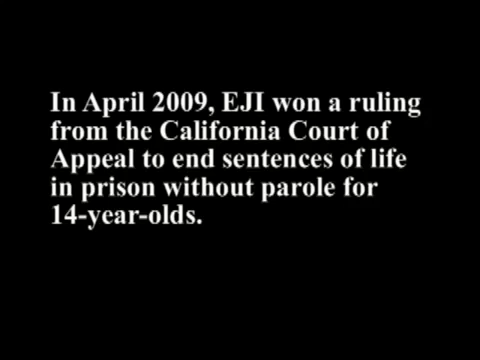 In April 2009, EJI won a ruling
from the California Court of
Appeal to end sentences of life
in prison without parole for
14-year-olds.